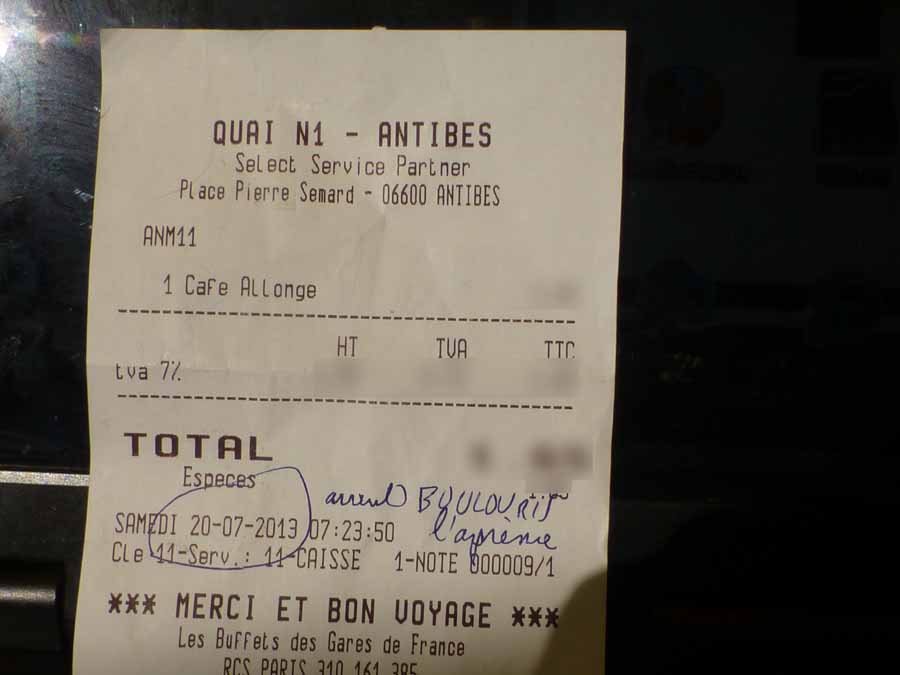 QUAI N1 - ANTIBES
Select Service Partner
Place Pierre Semard - 06600 ANTIBES
ANM11
1 Cafe Allonge
HT TVA TTC
tva 7%
TOTAL
Especes
BOULOURIS
SAMEDI 20-07-2013 07:23:50
l'aprème
Cle 11-Serv.: 11-CAISSE 1-NOTE 000009/1
*** MERCI ET BON VOYAGE ***
Les Buffets des Gares de France
RCS PARIS 310 161 385